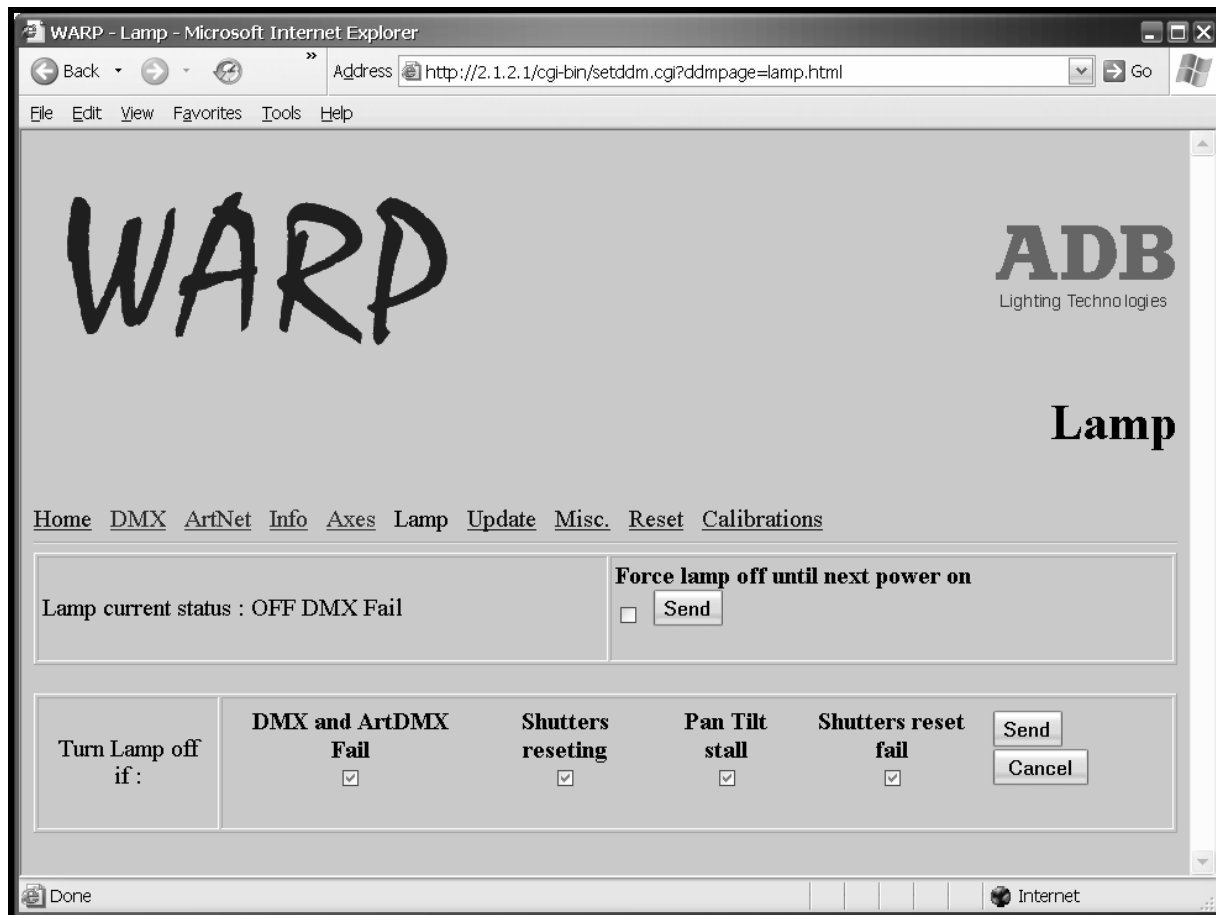 WARP - Lamp - Microsoft Internet Explorer
Back » Address http://2.1.2.1/cgi-bin/setddm.cgi?ddmpage=lamp.html Go
File Edit View Favorites Tools Help
WARP
ADB
Lighting Technologies
Lamp
Home DMX ArtNet Info Axes Lamp Update Misc. Reset Calibrations
Lamp current status : OFF DMX Fail
Force lamp off until next power on
Send
Turn Lamp off
if :
DMX and ArtDMX
Fail
Shutters
reseting
Pan Tilt
stall
Shutters reset
fail
Send
Cancel
Done Internet